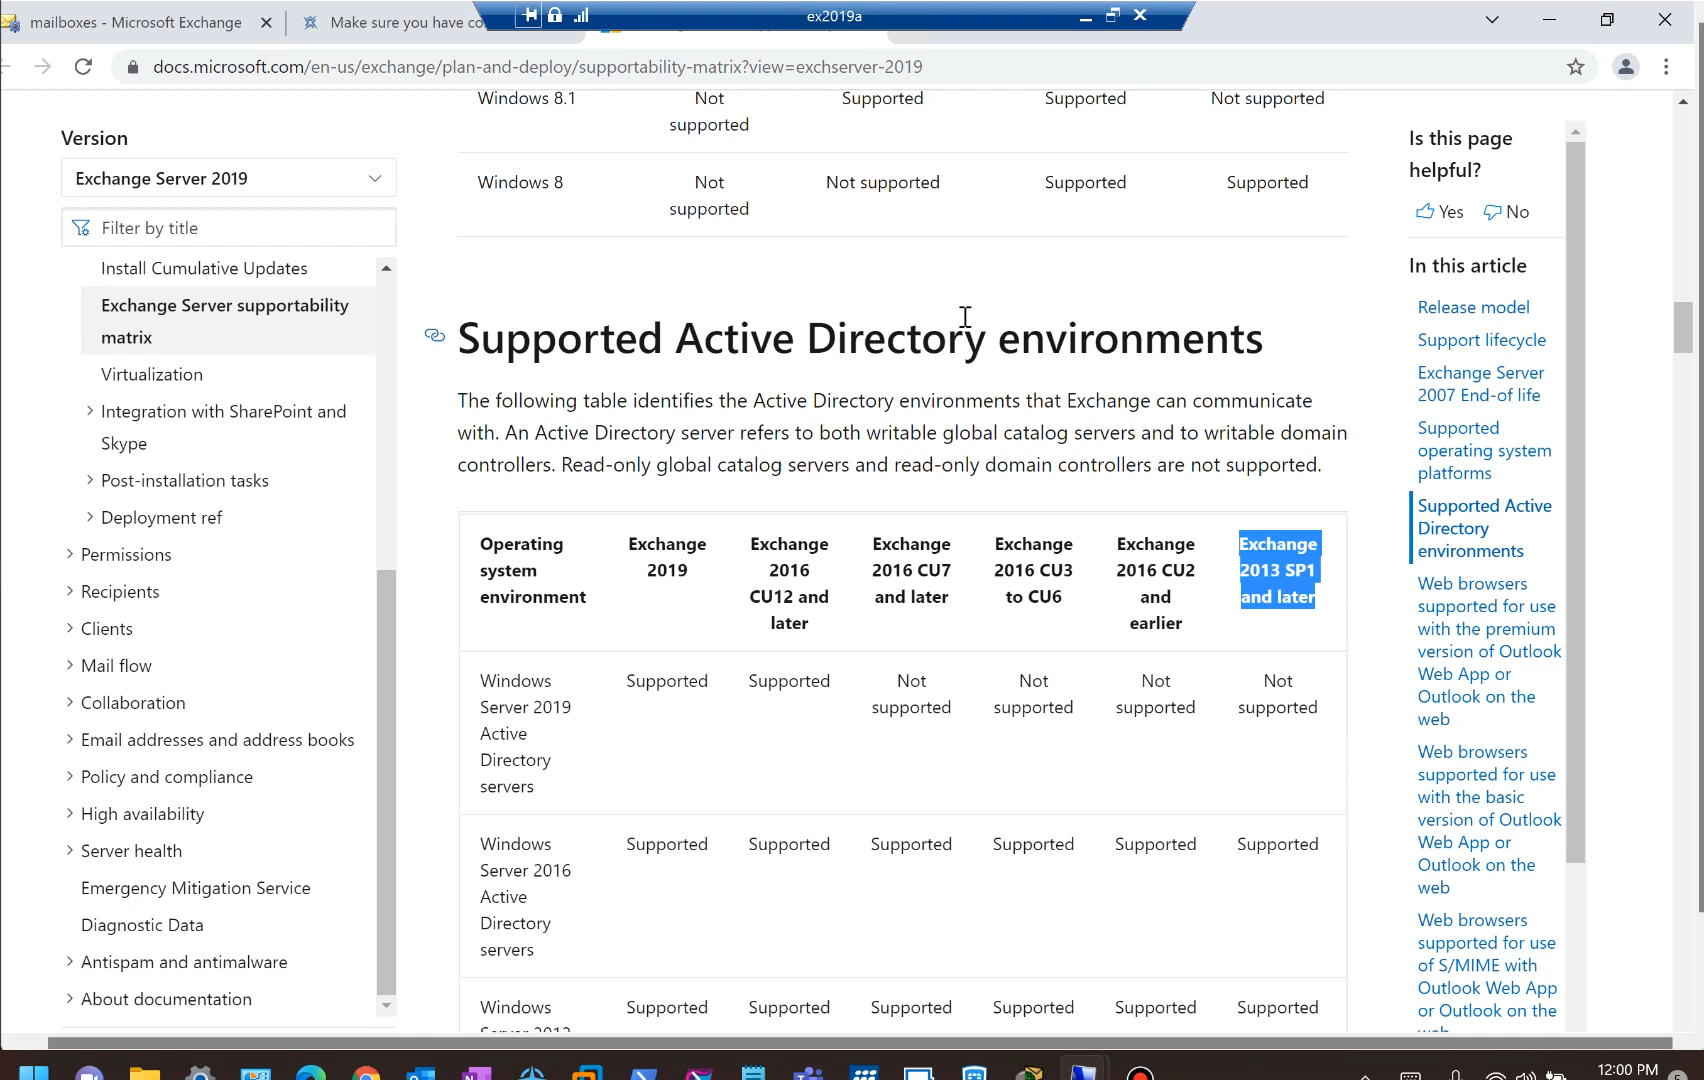 mailboxes - Microsoft Exchange
Make sure you have co
ex2019a
docs.microsoft.com/en-us/exchange/plan-and-deploy/supportability-matrix?view=exchserver-2019
Version
Exchange Server 2019
Filter by title
Install Cumulative Updates
Exchange Server supportability
matrix
Virtualization
Integration with SharePoint and
Skype
Post-installation tasks
Deployment ref
Permissions
Recipients
Clients
Mail flow
Collaboration
Email addresses and address books
Policy and compliance
High availability
Server health
Emergency Mitigation Service
Diagnostic Data
Antispam and antimalware
About documentation
Windows 8.1 Not Supported Supported Not supported
supported
Windows 8 Not Not supported Supported Supported
supported
Supported Active Directory environments
The following table identifies the Active Directory environments that Exchange can communicate
with. An Active Directory server refers to both writable global catalog servers and to writable domain
controllers. Read-only global catalog servers and read-only domain controllers are not supported.
Operating Exchange Exchange Exchange Exchange Exchange Exchange
system 2019 2016 2016 CU7 2016 CU3 2016 CU2 2013 SP1
environment CU12 and and later to CU6 and and later
later earlier
Windows Supported Supported Not Not Not Not
Server 2019 supported supported supported supported
Active
Directory
servers
Windows Supported Supported Supported Supported Supported Supported
Server 2016
Active
Directory
servers
Windows Supported Supported Supported Supported Supported Supported
Is this page
helpful?
Yes No
In this article
Release model
Support lifecycle
Exchange Server
2007 End-of life
Supported
operating system
platforms
Supported Active
Directory
environments
Web browsers
supported for use
with the premium
version of Outlook
Web App or
Outlook on the
web
Web browsers
supported for use
with the basic
version of Outlook
Web App or
Outlook on the
web
Web browsers
supported for use
of S/MIME with
Outlook Web App
or Outlook on the
12:00 PM